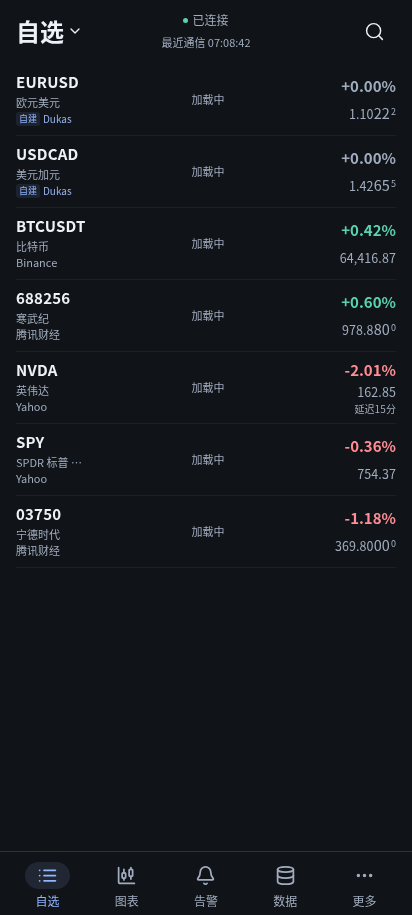 自选
已连接
最近通信 07:08:42
EURUSD
欧元美元
自建 Dukas
加载中
+0.00%
1.10222
USDCAD
美元加元
自建 Dukas
加载中
+0.00%
1.42655
BTCUSDT
比特币
Binance
加载中
+0.42%
64,416.87
688256
寒武纪
腾讯财经
加载中
+0.60%
978.8800
NVDA
英伟达
Yahoo
加载中
-2.01%
162.85
延迟15分
SPY
SPDR 标普 ···
Yahoo
加载中
-0.36%
754.37
03750
宁德时代
腾讯财经
加载中
-1.18%
369.80000
自选
图表
告警
数据
更多